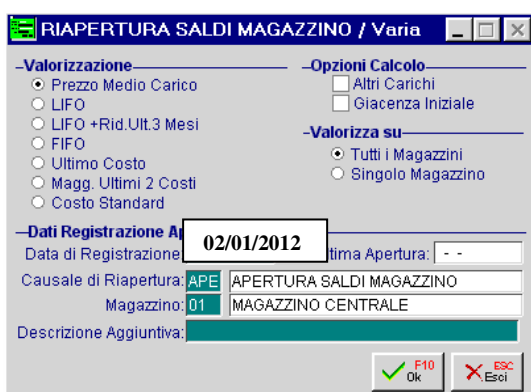 RIAPERTURA SALDI MAGAZZINO / Varia
Valorizzazione
Prezzo Medio Carico
LIFO
LIFO +Rid.Ult.3 Mesi
FIFO
Ultimo Costo
Magg. Ultimi 2 Costi
Costo Standard
Opzioni Calcolo
Altri Carichi
Giacenza Iniziale
Valorizza su
Tutti i Magazzini
Singolo Magazzino
Dati Registrazione
Data di Registrazione: 02/01/2012 Apertura: - -
Causale di Riapertura: APE APERTURA SALDI MAGAZZINO
Magazzino: 01 MAGAZZINO CENTRALE
Descrizione Aggiuntiva:
F10 Ok ESC Esci